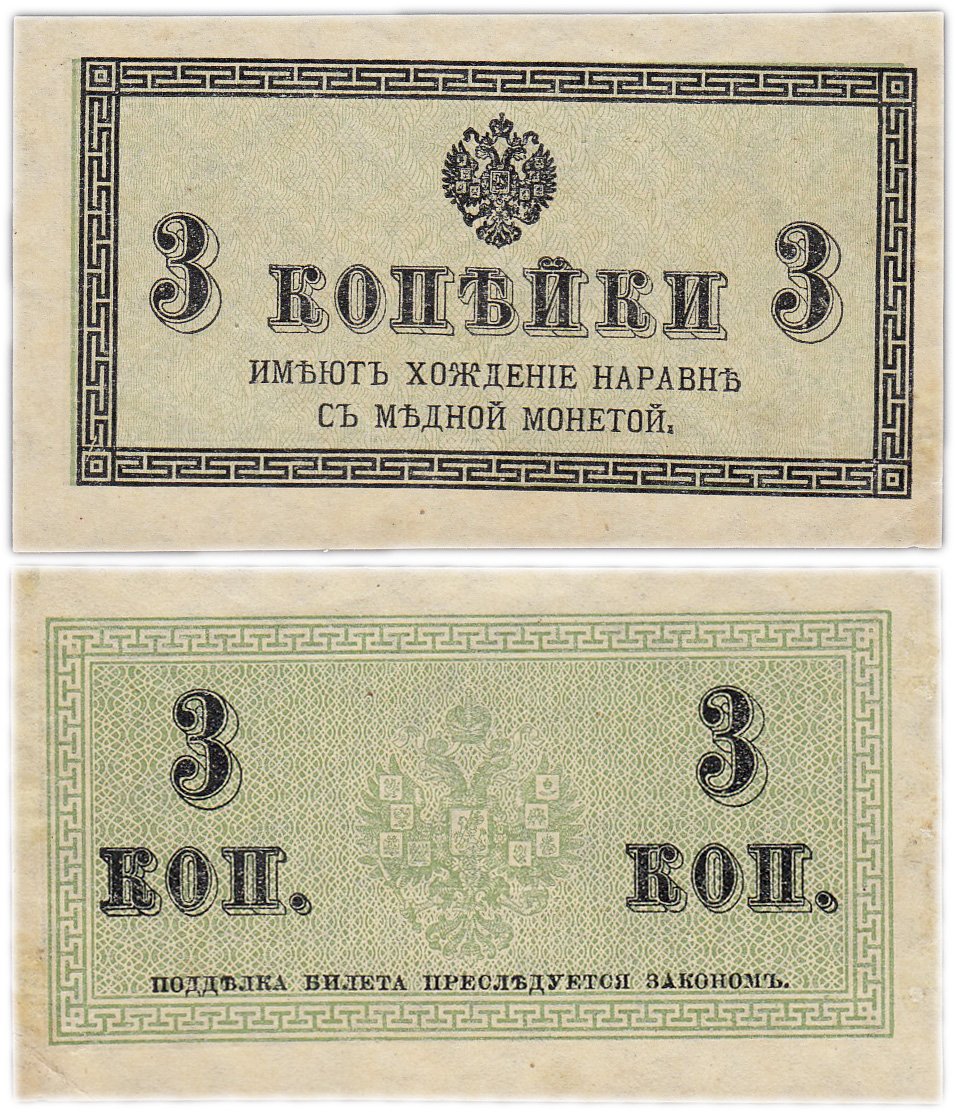 3 КОПѢЙКИ 3
ИМѢЮТЪ ХОЖДЕНІЕ НАРАВНѢ
СЪ МѢДНОЙ МОНЕТОЙ.
3 3
КОП. КОП.
ПОДДѢЛКА БИЛЕТА ПРЕСЛѢДУЕТСЯ ЗАКОНОМЪ.